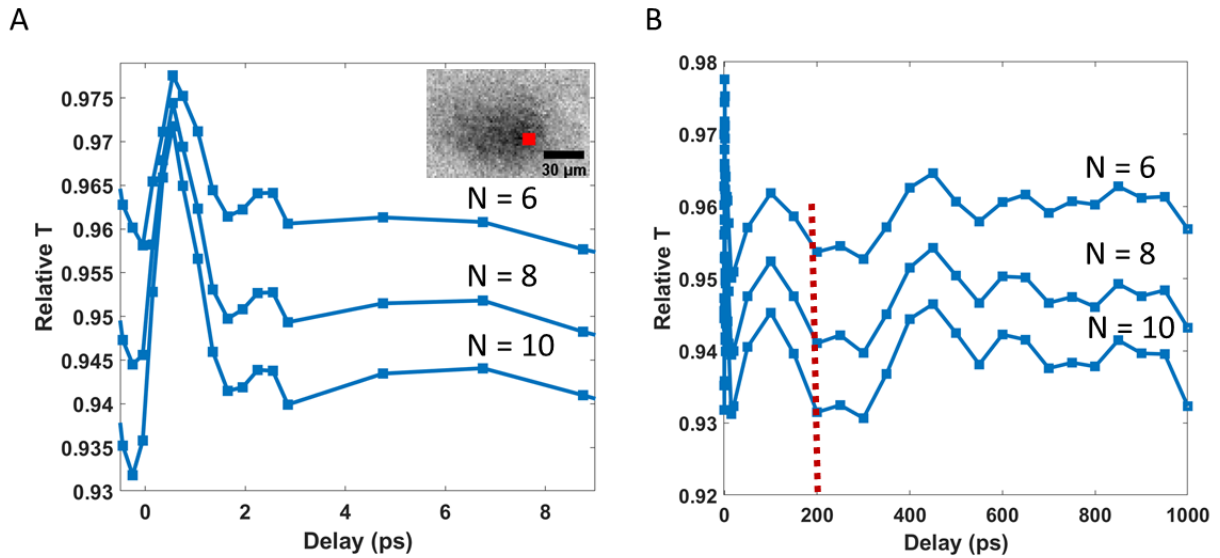 A
Relative T
0.975
0.97
0.965
0.96
0.955
0.95
0.945
0.94
0.935
0.93
30 µm
N = 6
N = 8
N = 10
0
2
4
6
8
Delay (ps)
B
Relative T
0.98
0.97
0.96
0.95
0.94
0.93
0.92
N = 6
N = 8
N = 10
0
200
400
600
800
1000
Delay (ps)